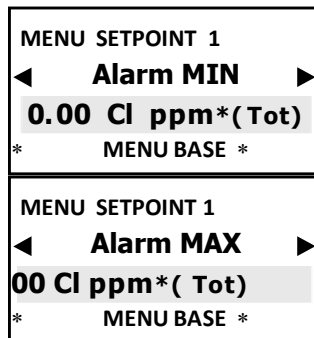 MENU SETPOINT 1
◀ Alarm MIN ▶
0.00 Cl ppm*(Tot)
* MENU BASE *
MENU SETPOINT 1
◀ Alarm MAX ▶
00 Cl ppm*( Tot)
* MENU BASE *